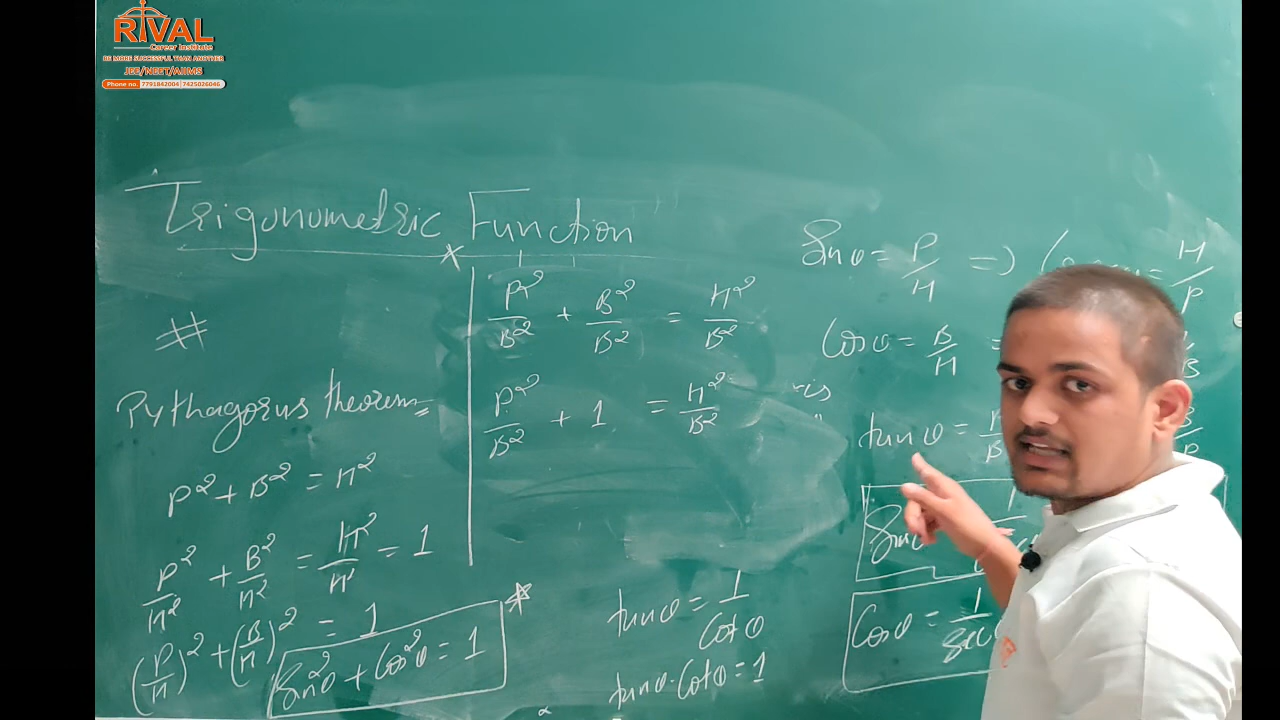 RIVAL
Career Institute
BE MORE SUCCESSFUL THAN ANOTHER
JEE/NEET/AIIMS
Phone no. 7791842004 | 7425026046
Trigonometric Function
#
Pythagorus theorem
P² + B² = H²
P²/H² + B²/H² = H²/H² = 1
(P/H)² + (B/H)² = 1
Sin²θ + Cos²θ = 1
P²/B² + B²/B² = H²/B²
P²/B² + 1 = H²/B²
tanθ = 1/Cotθ
tanθ·Cotθ = 1
Sinθ = P/H => H/P
Cosθ = B/H =
tanθ =
Cosθ = 1/Sec